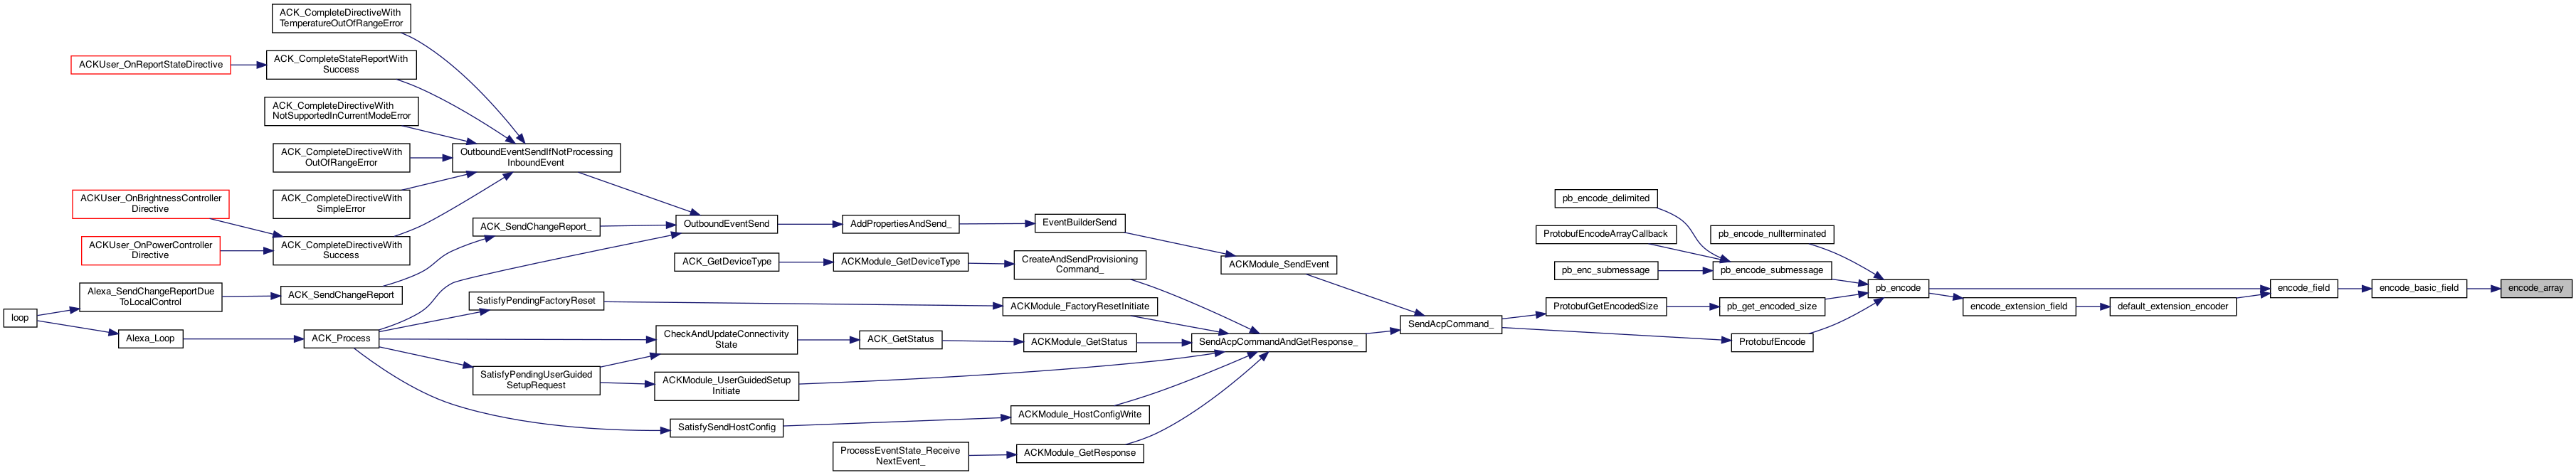 ACK_CompleteDirectiveWith
TemperatureOutOfRangeError
ACKUser_OnReportStateDirective
ACK_CompleteStateReportWith
Success
ACK_CompleteDirectiveWith
NotSupportedInCurrentModeError
ACK_CompleteDirectiveWith
OutOfRangeError
OutboundEventSendIfNotProcessing
InboundEvent
ACKUser_OnBrightnessController
Directive
ACK_CompleteDirectiveWith
SimpleError
ACKUser_OnPowerController
Directive
ACK_CompleteDirectiveWith
Success
ACK_SendChangeReport_
OutboundEventSend
AddPropertiesAndSend_
EventBuilderSend
ACK_GetDeviceType
ACKModule_GetDeviceType
CreateAndSendProvisioning
Command_
ACKModule_SendEvent
pb_encode_delimited
ProtobufEncodeArrayCallback
pb_encode_nullterminated
pb_enc_submessage
pb_encode_submessage
loop
Alexa_SendChangeReportDue
ToLocalControl
ACK_SendChangeReport
SatisfyPendingFactoryReset
ACKModule_FactoryResetInitiate
ProtobufGetEncodedSize
pb_get_encoded_size
pb_encode
encode_extension_field
default_extension_encoder
encode_field
encode_basic_field
encode_array
Alexa_Loop
ACK_Process
CheckAndUpdateConnectivity
State
ACK_GetStatus
ACKModule_GetStatus
SendAcpCommandAndGetResponse_
SendAcpCommand_
ProtobufEncode
SatisfyPendingUserGuided
SetupRequest
ACKModule_UserGuidedSetup
Initiate
SatisfySendHostConfig
ACKModule_HostConfigWrite
ProcessEventState_Receive
NextEvent_
ACKModule_GetResponse